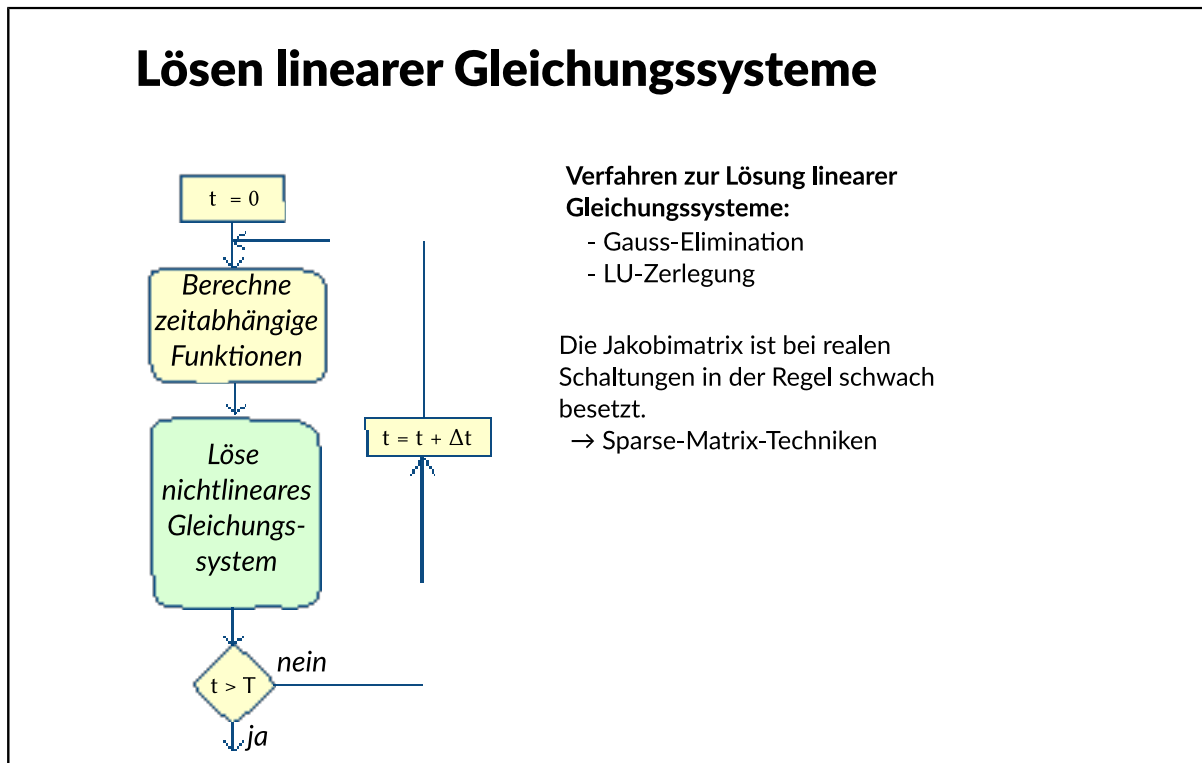 Lösen linearer Gleichungssysteme
t = 0
Berechne
zeitabhängige
Funktionen
Löse
nichtlineares
Gleichungs-
system
t > T
nein
ja
t = t + Δt
Verfahren zur Lösung linearer
Gleichungssysteme:
- Gauss-Elimination
- LU-Zerlegung
Die Jakobimatrix ist bei realen
Schaltungen in der Regel schwach
besetzt.
→ Sparse-Matrix-Techniken